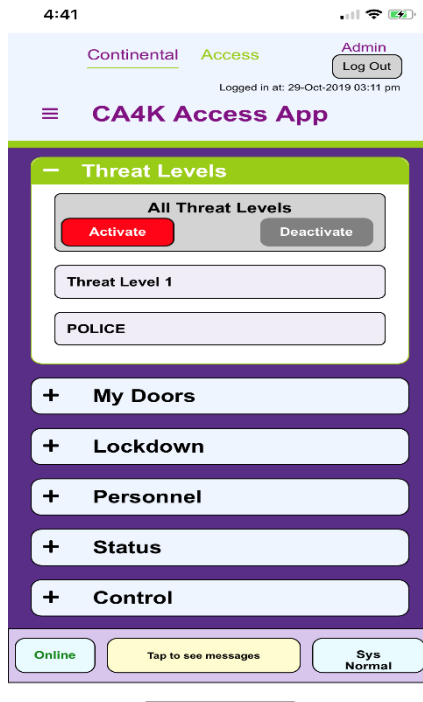 4:41
Continental Access
Admin
Log Out
Logged in at: 29-Oct-2019 03:11 pm
≡ CA4K Access App
− Threat Levels
All Threat Levels
Activate Deactivate
Threat Level 1
POLICE
+ My Doors
+ Lockdown
+ Personnel
+ Status
+ Control
Online
Tap to see messages
Sys
Normal